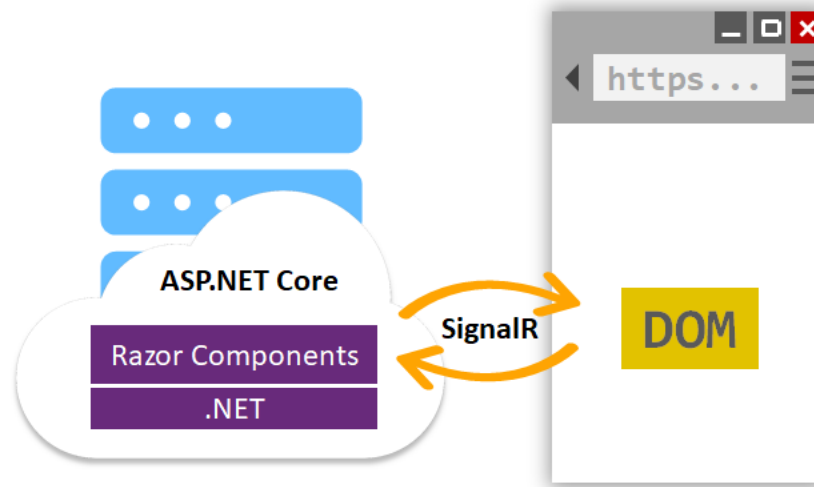 https...
ASP.NET Core
SignalR
DOM
Razor Components
.NET